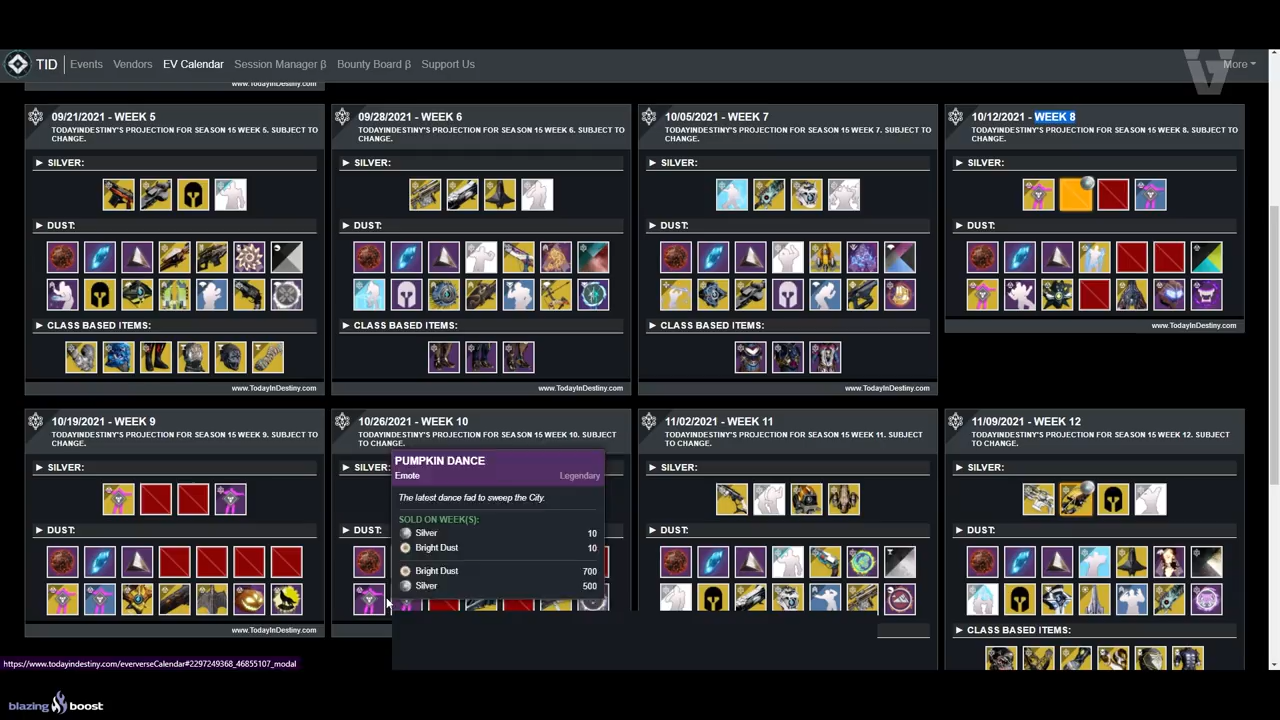 TID Events Vendors EV Calendar Session Manager β Bounty Board β Support Us More
www.TodayInDestiny.com
09/21/2021 - WEEK 5
TODAYINDESTINY'S PROJECTION FOR SEASON 15 WEEK 5. SUBJECT TO
CHANGE.
SILVER:
DUST:
CLASS BASED ITEMS:
www.TodayInDestiny.com
09/28/2021 - WEEK 6
TODAYINDESTINY'S PROJECTION FOR SEASON 15 WEEK 6. SUBJECT TO
CHANGE.
SILVER:
DUST:
CLASS BASED ITEMS:
www.TodayInDestiny.com
10/05/2021 - WEEK 7
TODAYINDESTINY'S PROJECTION FOR SEASON 15 WEEK 7. SUBJECT TO
CHANGE.
SILVER:
DUST:
CLASS BASED ITEMS:
www.TodayInDestiny.com
10/12/2021 - WEEK 8
TODAYINDESTINY'S PROJECTION FOR SEASON 15 WEEK 8. SUBJECT TO
CHANGE.
SILVER:
DUST:
www.TodayInDestiny.com
10/19/2021 - WEEK 9
TODAYINDESTINY'S PROJECTION FOR SEASON 15 WEEK 9. SUBJECT TO
CHANGE.
SILVER:
DUST:
www.TodayInDestiny.com
10/26/2021 - WEEK 10
TODAYINDESTINY'S PROJECTION FOR SEASON 15 WEEK 10. SUBJECT
TO CHANGE.
SILVER:
DUST:
PUMPKIN DANCE
Emote Legendary
The latest dance fad to sweep the City.
SOLD ON WEEK(S):
Silver 10
Bright Dust 10
Bright Dust 700
Silver 500
11/02/2021 - WEEK 11
TODAYINDESTINY'S PROJECTION FOR SEASON 15 WEEK 11. SUBJECT
TO CHANGE.
SILVER:
DUST:
11/09/2021 - WEEK 12
TODAYINDESTINY'S PROJECTION FOR SEASON 15 WEEK 12. SUBJECT
TO CHANGE.
SILVER:
DUST:
CLASS BASED ITEMS:
https://www.todayindestiny.com/eververseCalendar#2297249368_46855107_modal
blazing boost